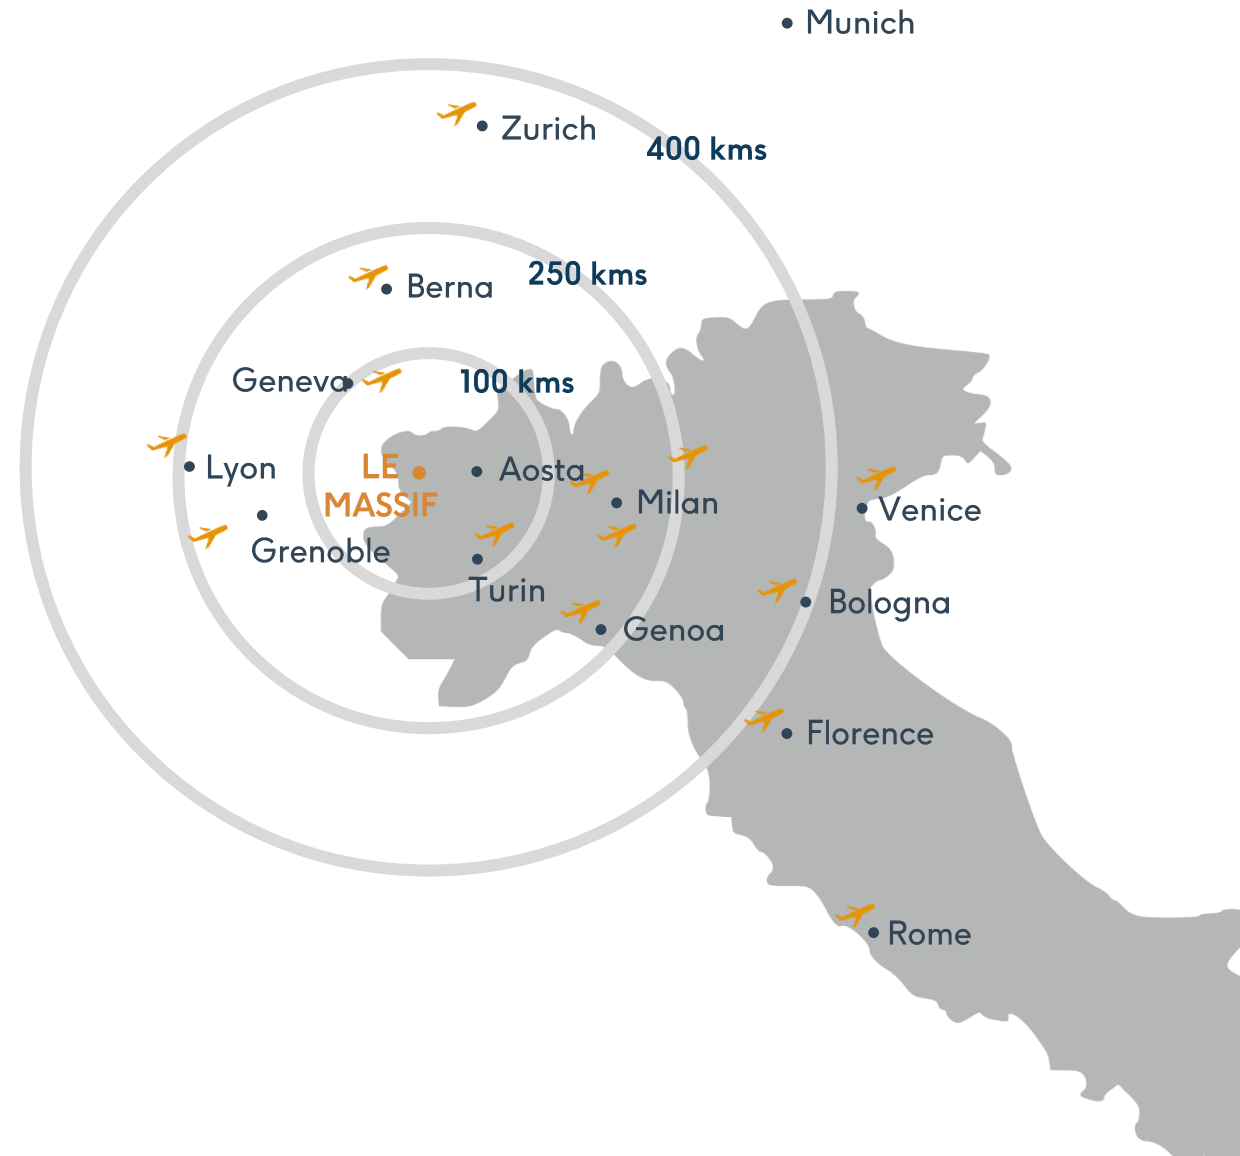 Munich
Zurich
400 kms
250 kms
Berna
Geneva
100 kms
Lyon
LE
MASSIF
Aosta
Milan
Venice
Grenoble
Turin
Bologna
Genoa
Florence
Rome